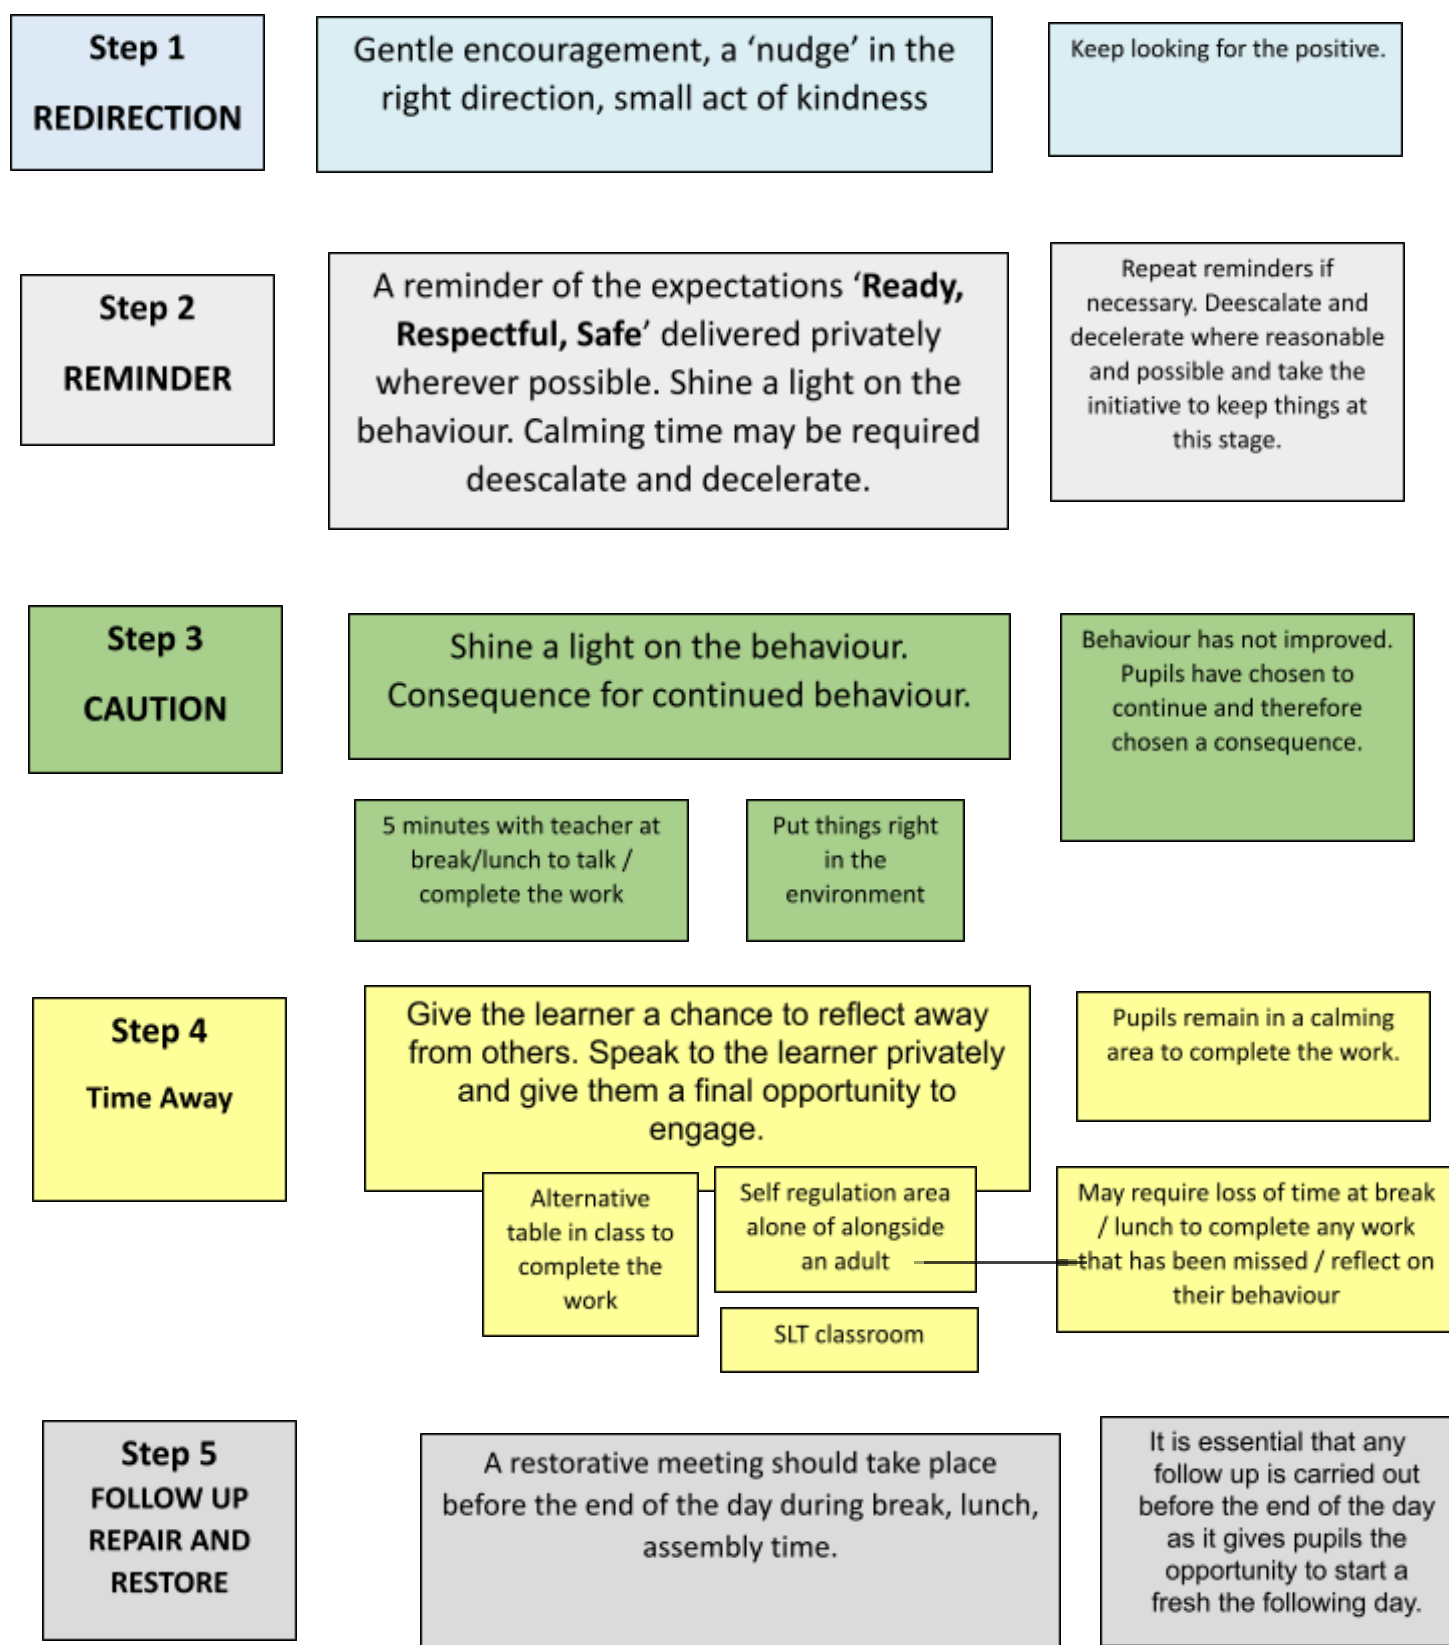 Step 1
REDIRECTION
Gentle encouragement, a ‘nudge’ in the
right direction, small act of kindness
Keep looking for the positive.
Step 2
REMINDER
A reminder of the expectations ‘Ready,
Respectful, Safe’ delivered privately
wherever possible. Shine a light on the
behaviour. Calming time may be required
deescalate and decelerate.
Repeat reminders if
necessary. Deescalate and
decelerate where reasonable
and possible and take the
initiative to keep things at
this stage.
Step 3
CAUTION
Shine a light on the behaviour.
Consequence for continued behaviour.
Behaviour has not improved.
Pupils have chosen to
continue and therefore
chosen a consequence.
5 minutes with teacher at
break/lunch to talk /
complete the work
Put things right
in the
environment
Step 4
Time Away
Give the learner a chance to reflect away
from others. Speak to the learner privately
and give them a final opportunity to
engage.
Pupils remain in a calming
area to complete the work.
Alternative
table in class to
complete the
work
Self regulation area
alone of alongside
an adult
SLT classroom
May require loss of time at break
/ lunch to complete any work
that has been missed / reflect on
their behaviour
Step 5
FOLLOW UP
REPAIR AND
RESTORE
A restorative meeting should take place
before the end of the day during break, lunch,
assembly time.
It is essential that any
follow up is carried out
before the end of the day
as it gives pupils the
opportunity to start a
fresh the following day.